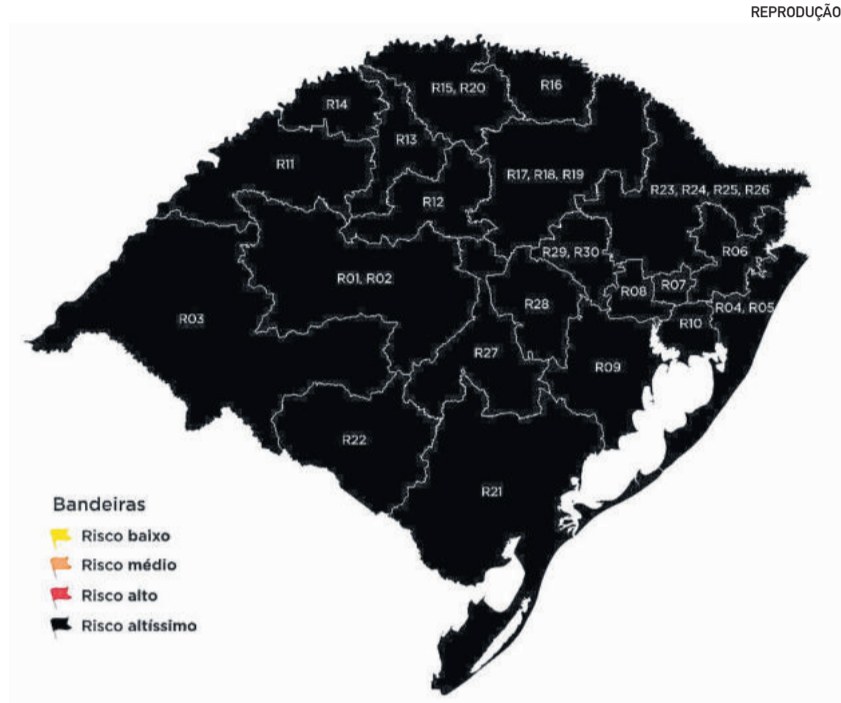 REPRODUÇÃO
R15, R20
R16
R14
R13
R11
R17, R18, R19
R23, R24, R25, R26
R12
R06
R29, R30
R01, R02
R08
R07
R28
R04, R05
R03
R10
R27
R09
R22
R21
Bandeiras
Risco baixo
Risco médio
Risco alto
Risco altíssimo